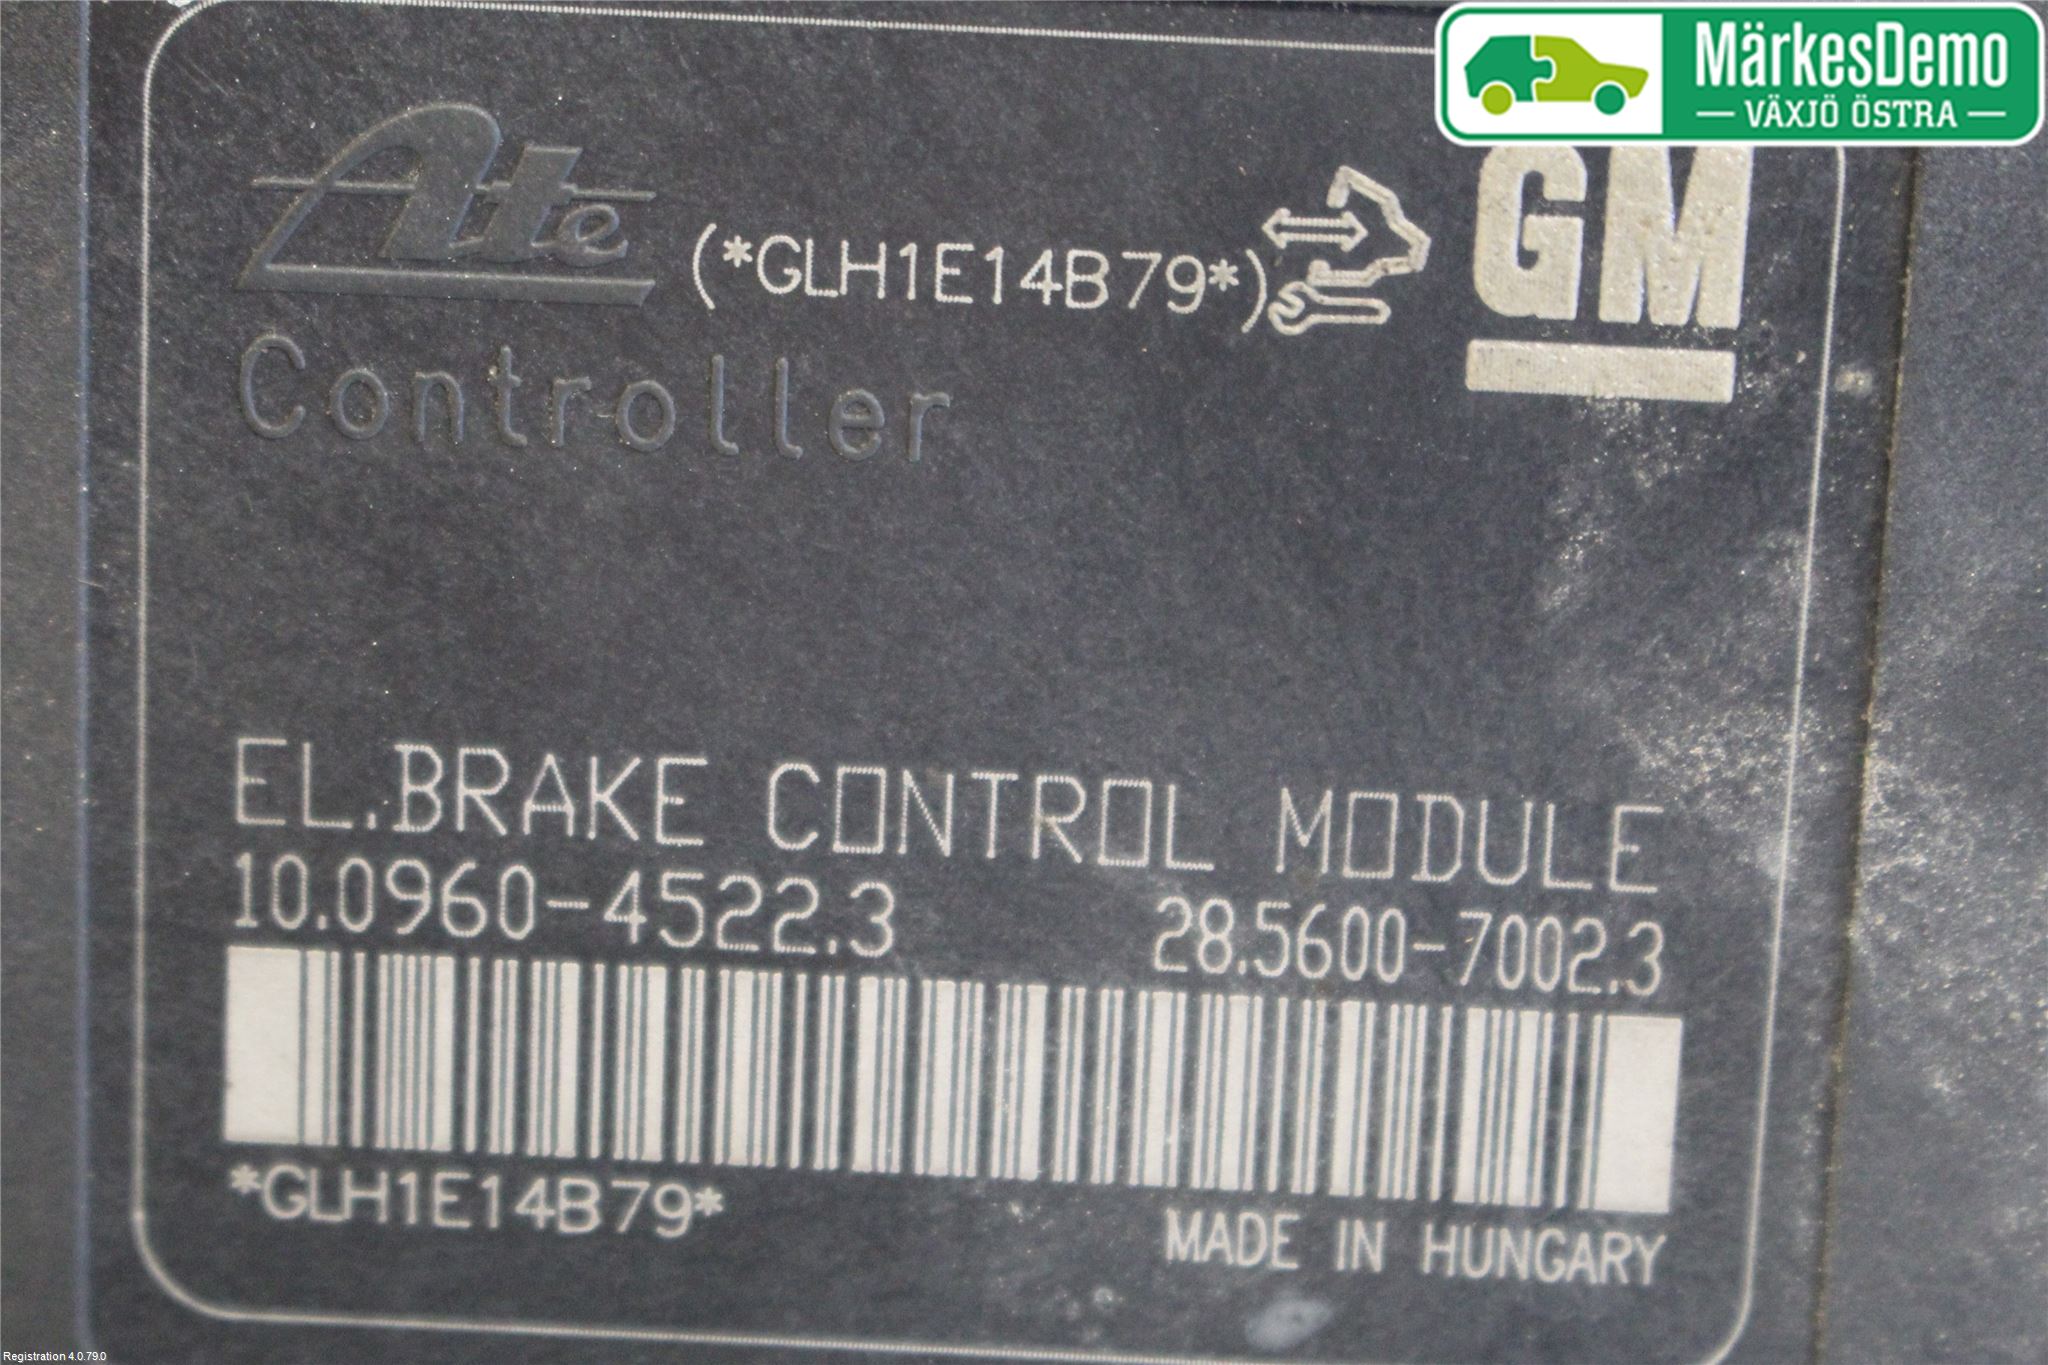 MärkesDemo
VÄXJÖ ÖSTRA
Ate
(*GLH1E14B79*)
GM
Controller
EL.BRAKE CONTROL MODULE
10.0960-4522.3 28.5600-7002.3
*GLH1E14B79*
MADE IN HUNGARY
Registration 4.0.79.0